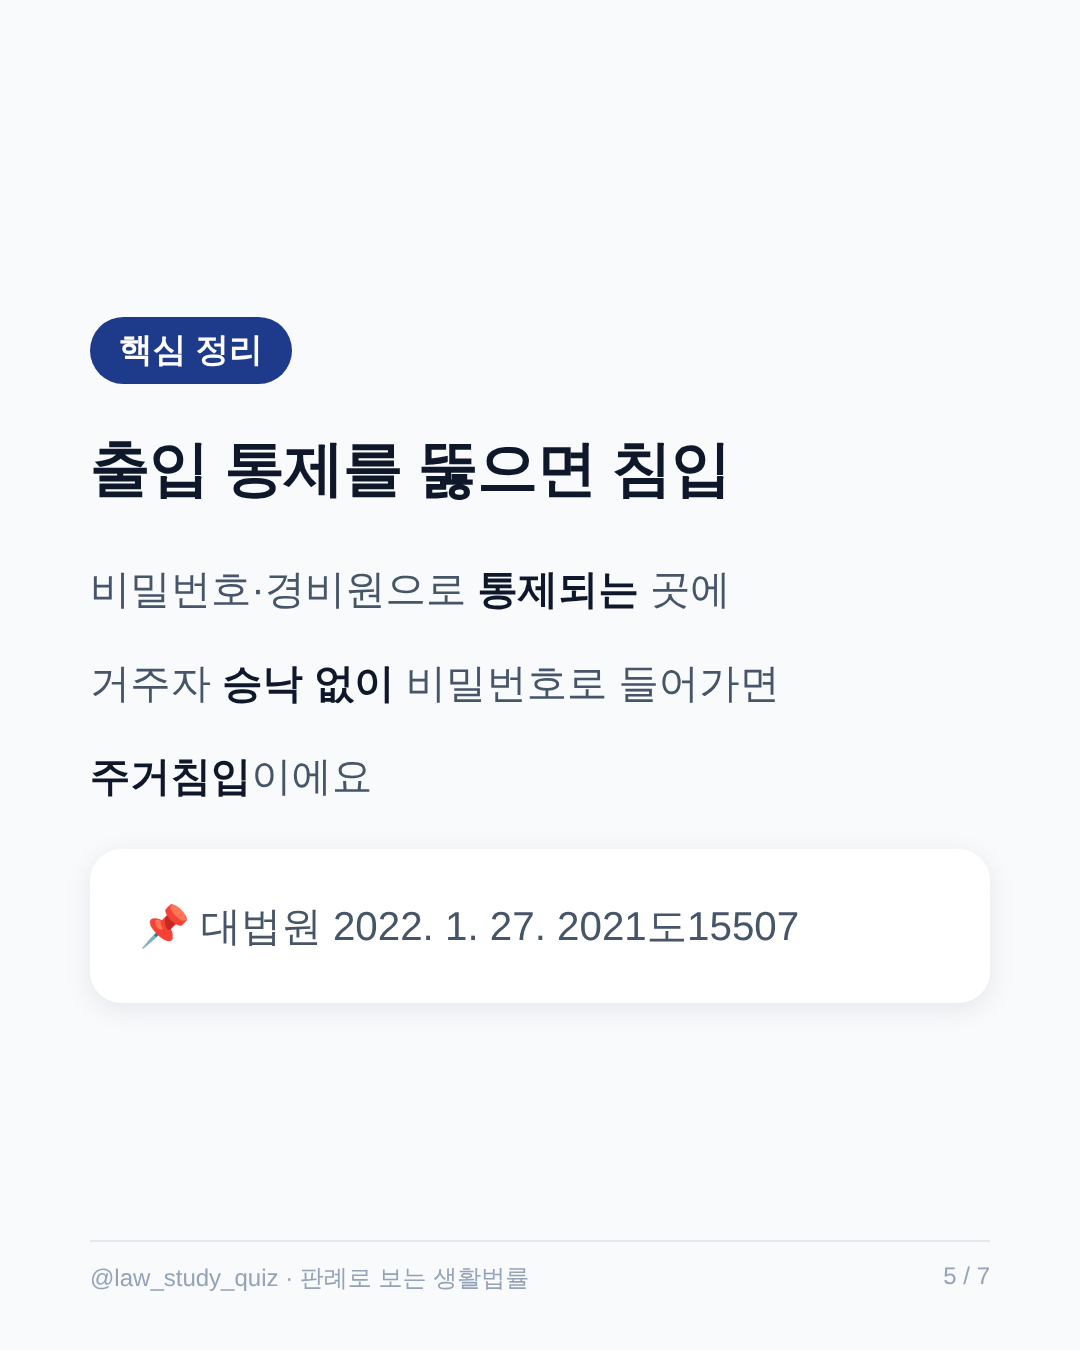 핵심 정리
출입 통제를 뚫으면 침입
비밀번호·경비원으로 통제되는 곳에
거주자 승낙 없이 비밀번호로 들어가면
주거침입이에요
📌 대법원 2022. 1. 27. 2021도15507
@law_study_quiz · 판례로 보는 생활법률
5 / 7